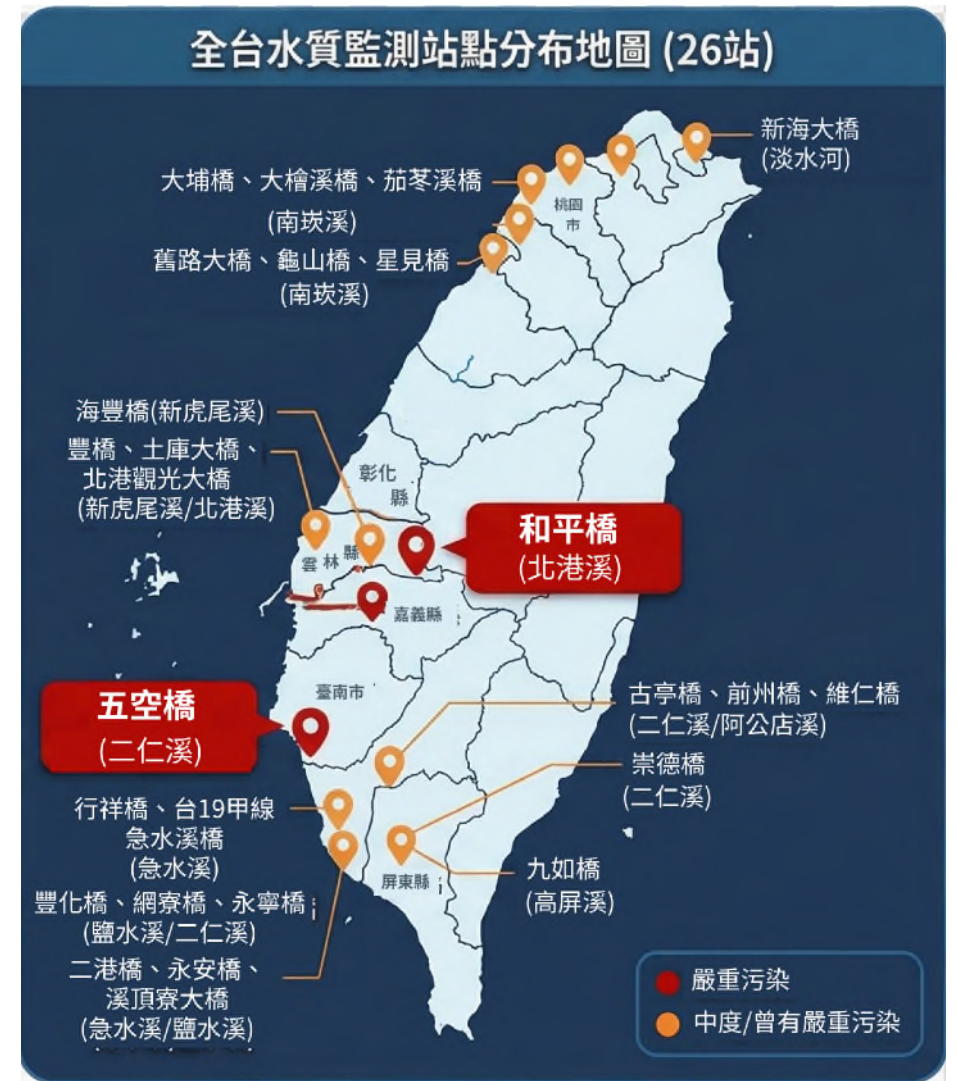 全台水質監測站點分布地圖 (26站)
新海大橋
(淡水河)
大埔橋、大檜溪橋、茄苳溪橋
(南崁溪)
桃園
市
舊路大橋、龜山橋、星見橋
(南崁溪)
海豐橋(新虎尾溪)
豐橋、土庫大橋、
北港觀光大橋
(新虎尾溪/北港溪)
彰化
縣
和平橋
(北港溪)
雲林縣
嘉義縣
臺南市
五空橋
(二仁溪)
古亭橋、前州橋、維仁橋
(二仁溪/阿公店溪)
崇德橋
(二仁溪)
行祥橋、台19甲線
急水溪橋
(急水溪)
九如橋
(高屏溪)
屏東縣
豐化橋、網寮橋、永寧橋
(鹽水溪/二仁溪)
二港橋、永安橋、
溪頂寮大橋
(急水溪/鹽水溪)
嚴重污染
中度/曾有嚴重污染